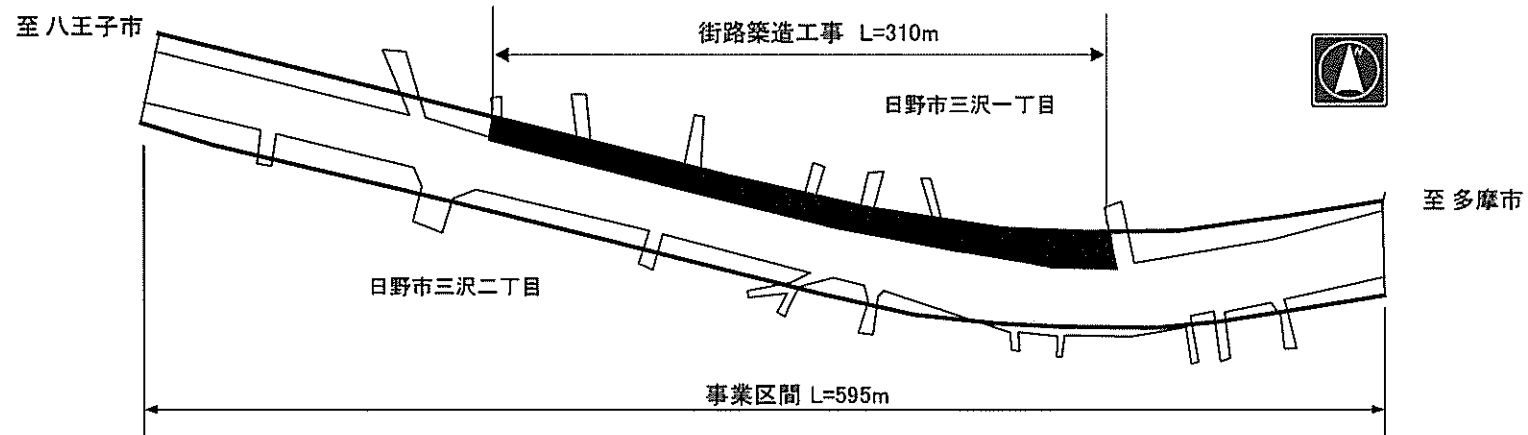 至 八王子市
街路築造工事 L=310m
N
日野市三沢一丁目
至 多摩市
日野市三沢二丁目
事業区間 L=595m